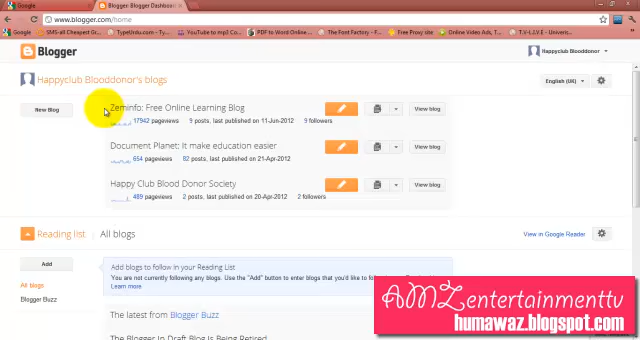 Google
Blogger: Blogger Dashboard
www.blogger.com/home
Google
SMS-all Cheapest Gr...
TypeUrdu.com - T...
YouTube to mp3 Co...
PDF to Word Online...
The Font Factory - F...
Free Proxy site
Online Video Ads, T...
T.V-L.I.V.E - Univers...
Blogger
Happyclub Blooddonor
Happyclub Blooddonor's blogs
English (UK)
New Blog
Zeminfo: Free Online Learning Blog
View blog
17942 pageviews 9 posts, last published on 11-Jun-2012 9 followers
Document Planet: It make education easier
View blog
654 pageviews 82 posts, last published on 21-Apr-2012
Happy Club Blood Donor Society
View blog
489 pageviews 2 posts, last published on 20-Apr-2012 2 followers
Reading list All blogs
View in Google Reader
Add
Add blogs to follow in your Reading List
You are not currently following any blogs. Use the "Add" button to enter blogs that you'd like to follow
Learn more
All blogs
Blogger Buzz
The latest from Blogger Buzz
The Blogger In Draft Blog Is Being Retired
AMZentertainmenttv
humawaz.blogspot.com